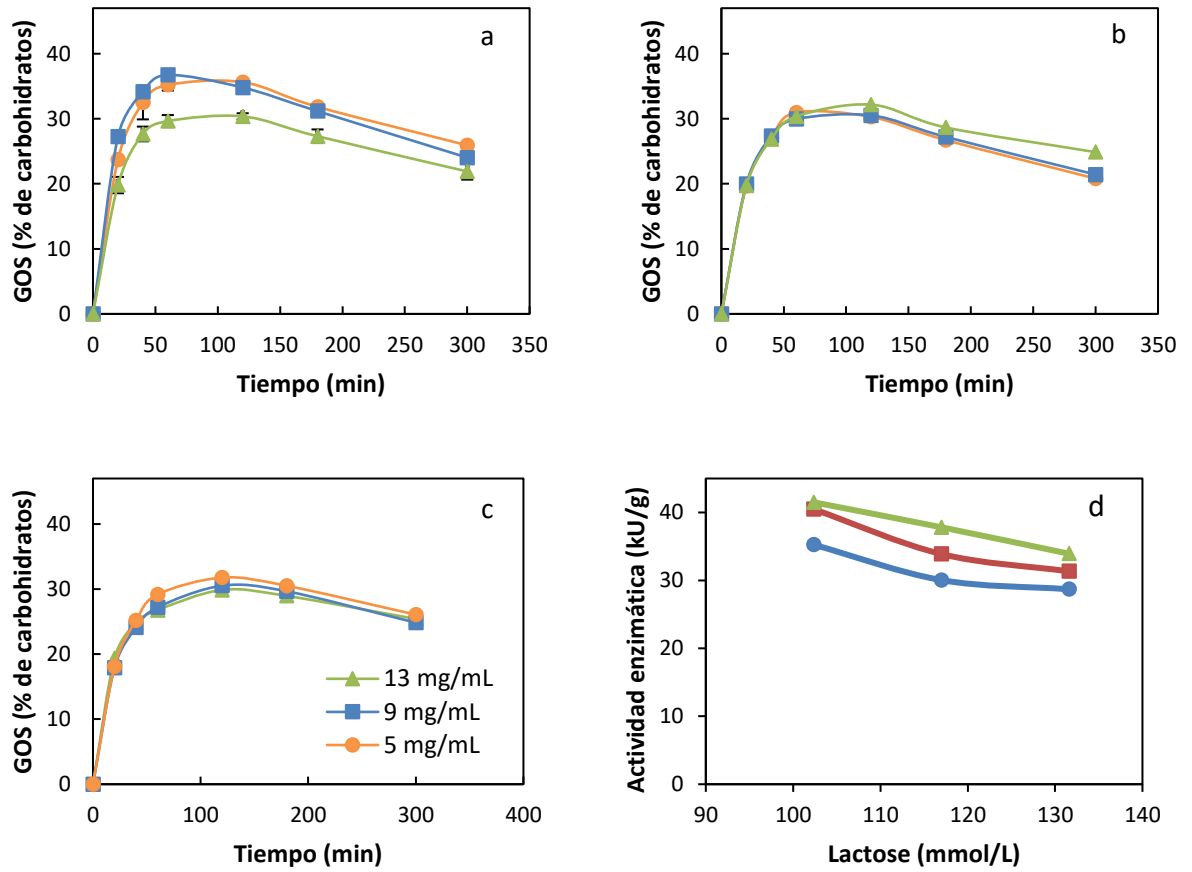 a
GOS (% de carbohidratos)
40
30
20
10
0
0 50 100 150 200 250 300 350
Tiempo (min)
b
GOS (% de carbohidratos)
40
30
20
10
0
0 50 100 150 200 250 300 350
Tiempo (min)
c
GOS (% de carbohidratos)
40
30
20
10
0
13 mg/mL
9 mg/mL
5 mg/mL
0 100 200 300 400
Tiempo (min)
d
Actividad enzimática (kU/g)
40
30
20
10
0
90 100 110 120 130 140
Lactose (mmol/L)